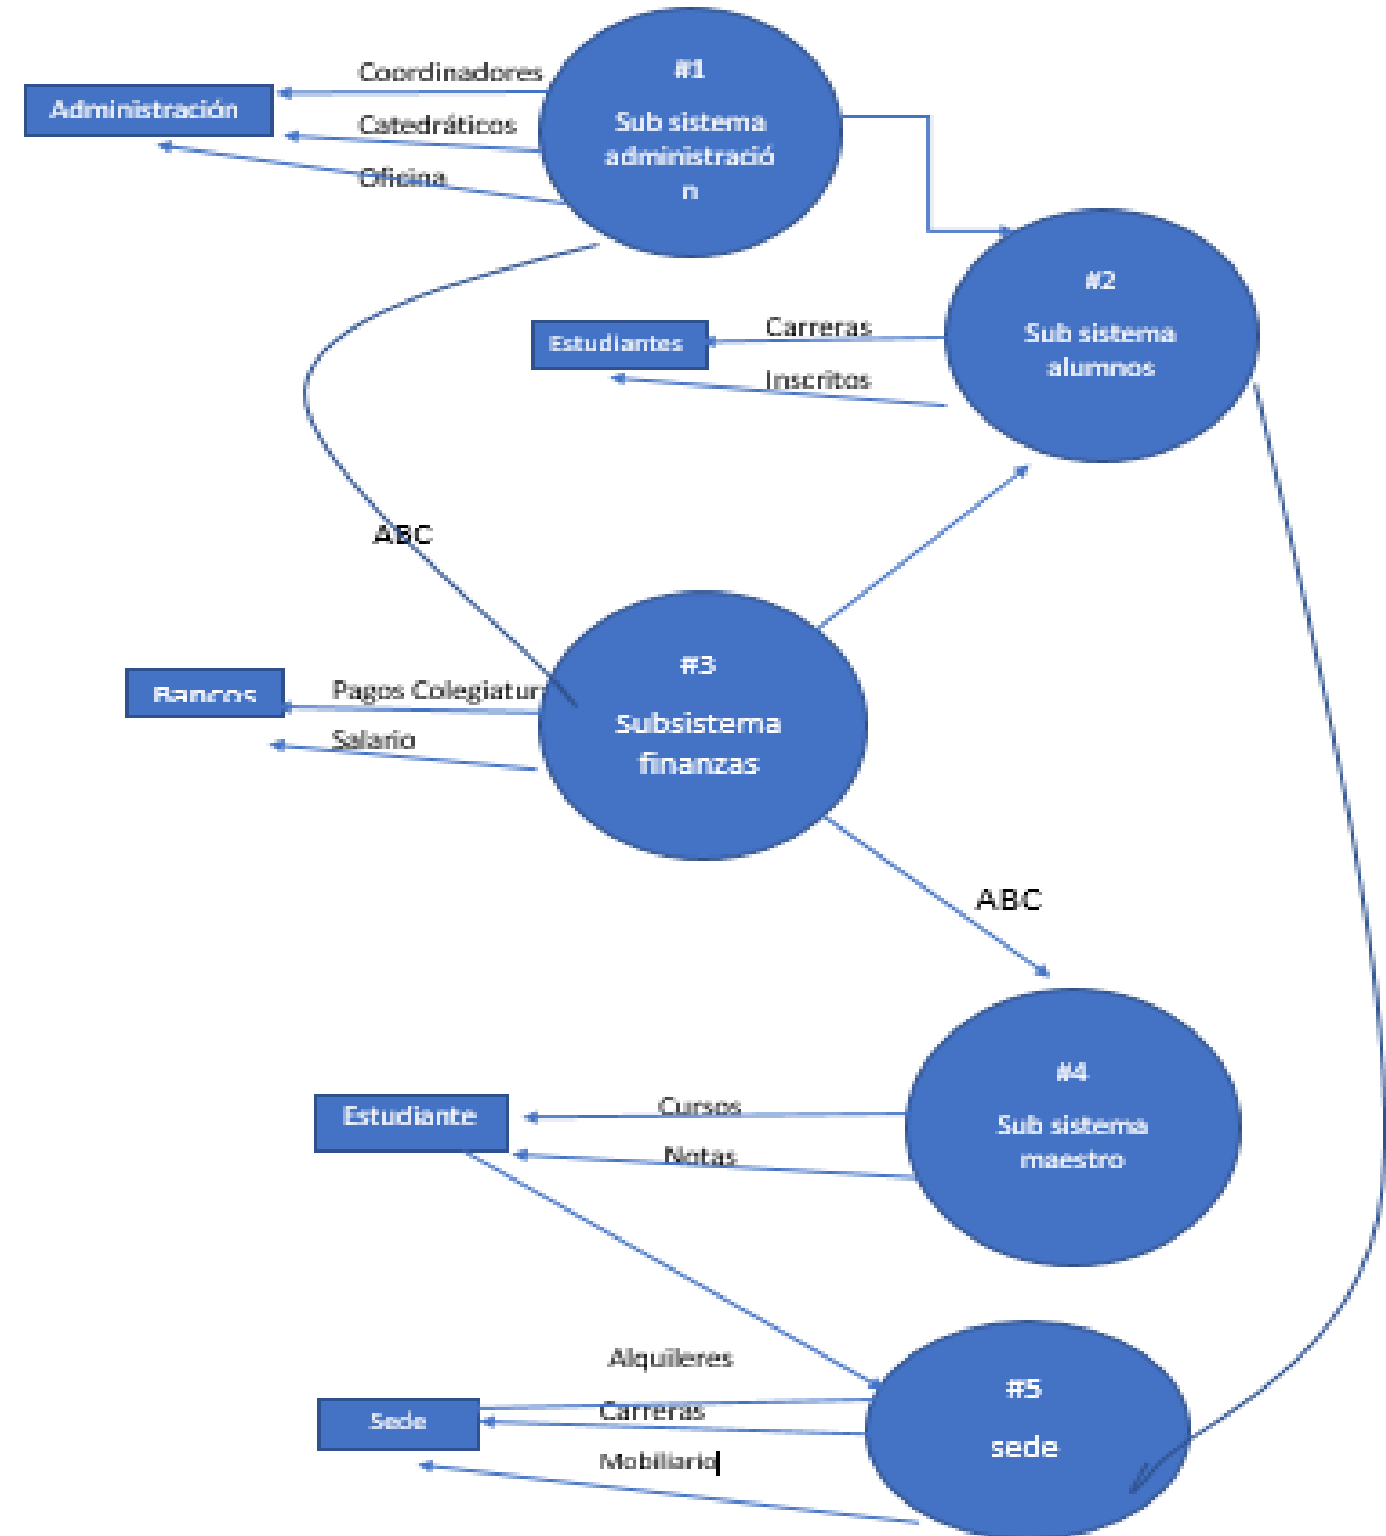 Coordinadores
#1
Administración
Catedráticos
Sub sistema
administració
n
Oficina
#2
Estudiantes
Carreras
Sub sistema
alumnos
Inscritos
ABC
#3
Bancos
Pagos Colegiatur
Subsistema
finanzas
Salario
ABC
#4
Estudiante
Cursos
Sub sistema
maestro
Notas
Alquileres
#5
Sede
Carreras
sede
Mobiliario